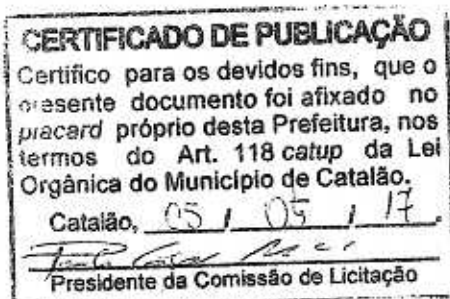 CERTIFICADO DE PUBLICAÇÃO
Certifico para os devidos fins, que o
presente documento foi afixado no
placard próprio desta Prefeitura, nos
termos do Art. 118 catup da Lei
Orgânica do Município de Catalão.
Catalão, 05 / 05 / 17.
Presidente da Comissão de Licitação